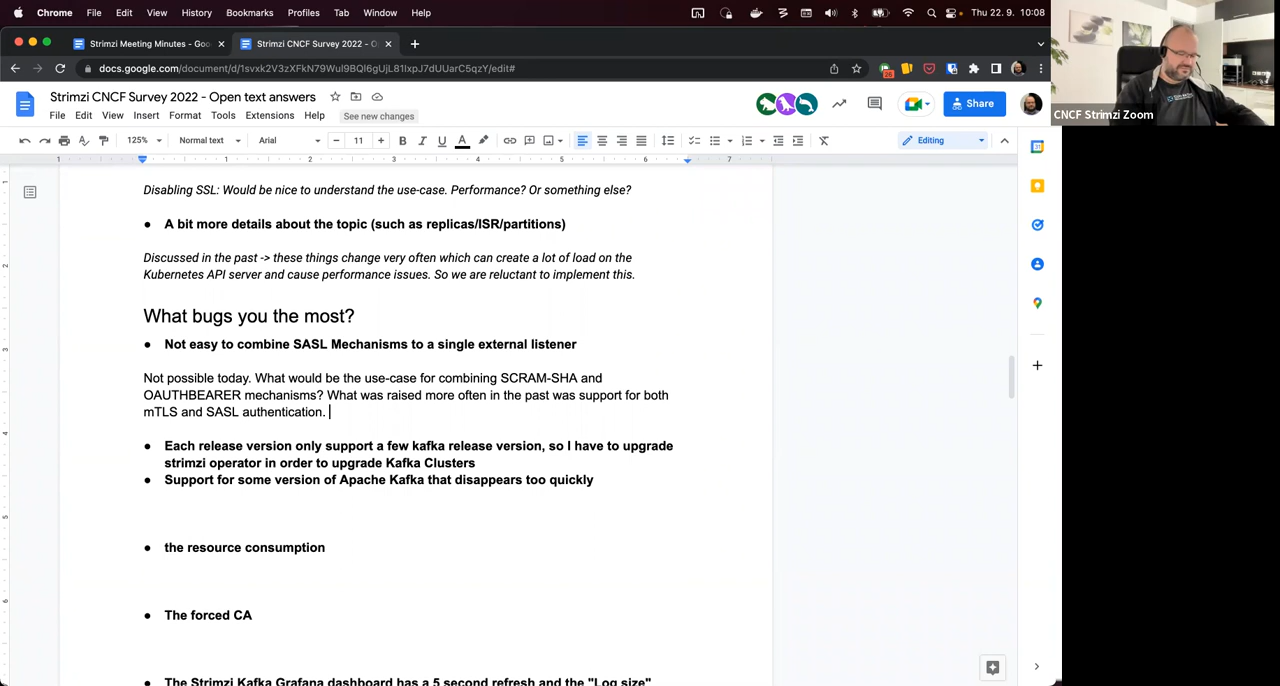 Chrome File Edit View History Bookmarks Profiles Tab Window Help Thu 22. 9. 10:08
Strimzi Meeting Minutes - Goo
Strimzi CNCF Survey 2022 - O
docs.google.com/document/d/1svxk2V3zXFkN79Wul9BQl6gUjL81lxpJ7dUUarC5qzY/edit#
26
CNCF Strimzi Zoom
Strimzi CNCF Survey 2022 - Open text answers
File Edit View Insert Format Tools Extensions Help See new changes
Share
125% Normal text Arial 11 Editing
1 1 2 3 4 5 6 7
Disabling SSL: Would be nice to understand the use-case. Performance? Or something else?
● A bit more details about the topic (such as replicas/ISR/partitions)
Discussed in the past -> these things change very often which can create a lot of load on the
Kubernetes API server and cause performance issues. So we are reluctant to implement this.
What bugs you the most?
● Not easy to combine SASL Mechanisms to a single external listener
Not possible today. What would be the use-case for combining SCRAM-SHA and
OAUTHBEARER mechanisms? What was raised more often in the past was support for both
mTLS and SASL authentication.
● Each release version only support a few kafka release version, so I have to upgrade
strimzi operator in order to upgrade Kafka Clusters
● Support for some version of Apache Kafka that disappears too quickly
● the resource consumption
● The forced CA
● The Strimzi Kafka Grafana dashboard has a 5 second refresh and the "Log size"